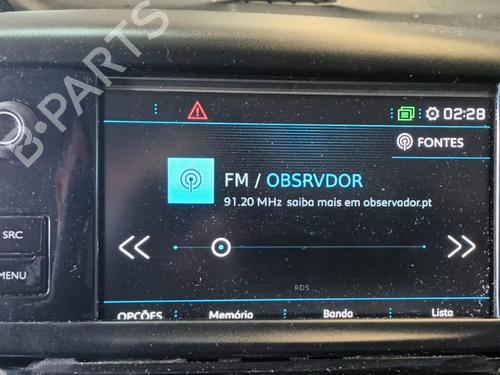 B-PARTS
02:28
FONTES
FM / OBSRVDOR
91.20 MHz saiba mais em observador.pt
SRC
MENU
RDS
OPÇÕES Memória Banda Lista